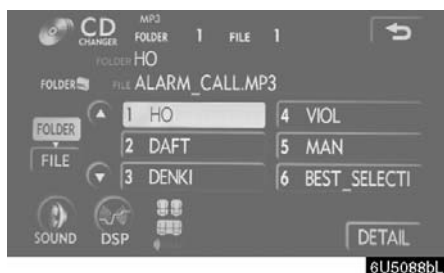 CD CHANGER MP3 FOLDER 1 FILE 1
FOLDER HO
FOLDER FILE ALARM_CALL.MP3
FOLDER
FILE
1 HO
2 DAFT
3 DENKI
4 VIOL
5 MAN
6 BEST_SELECTI
SOUND
DSP
DETAIL
6U5088bL